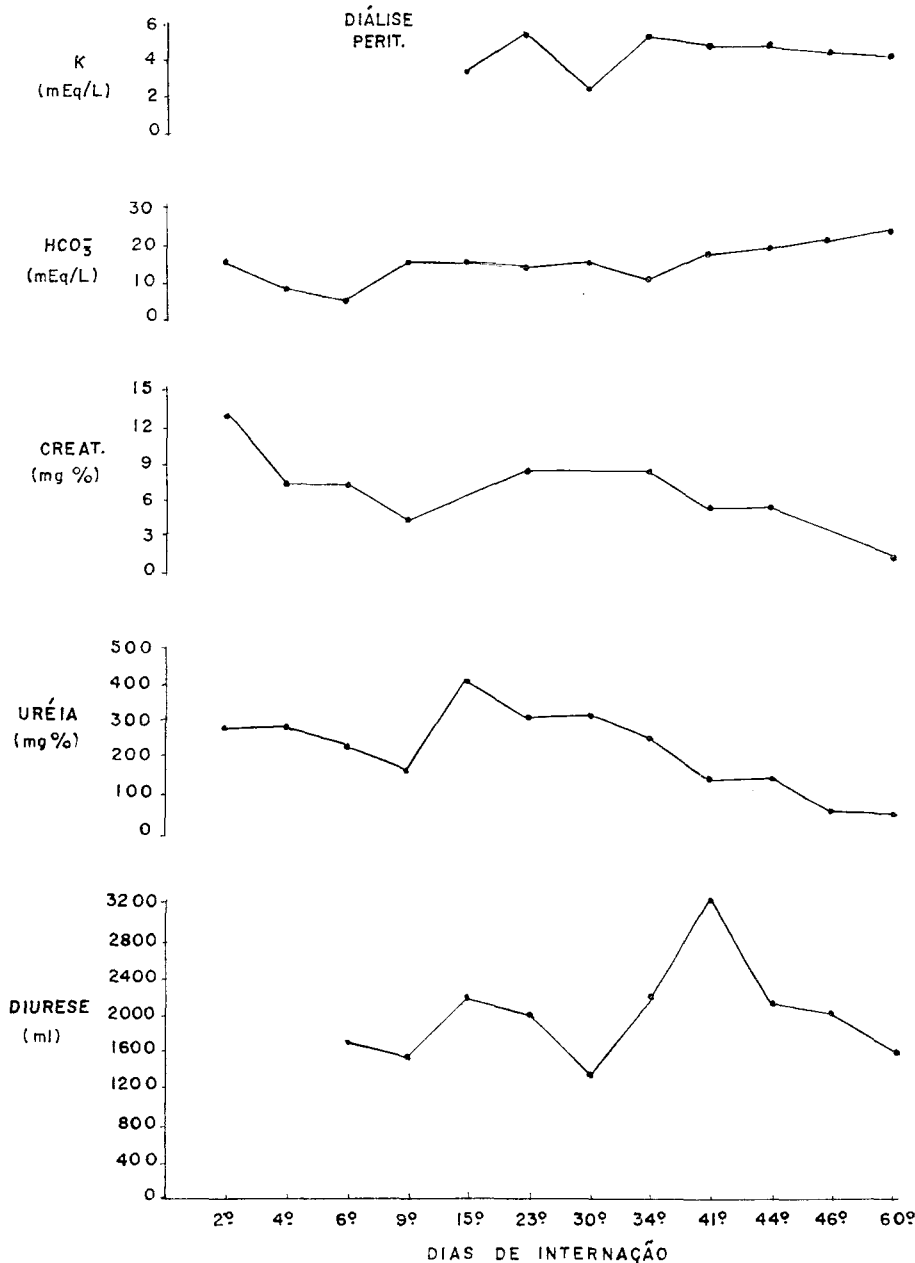 DIÁLISE
PERIT.
K
(mEq/L)
6
4
2
0
HCO3̄
(mEq/L)
30
20
10
0
CREAT.
(mg %)
15
12
9
6
3
0
URÉIA
(mg%)
500
400
300
200
100
0
DIURESE
(ml)
3200
2800
2400
2000
1600
1200
800
400
0
2º 4º 6º 9º 15º 23º 30º 34º 41º 44º 46º 60º
DIAS DE INTERNAÇÃO